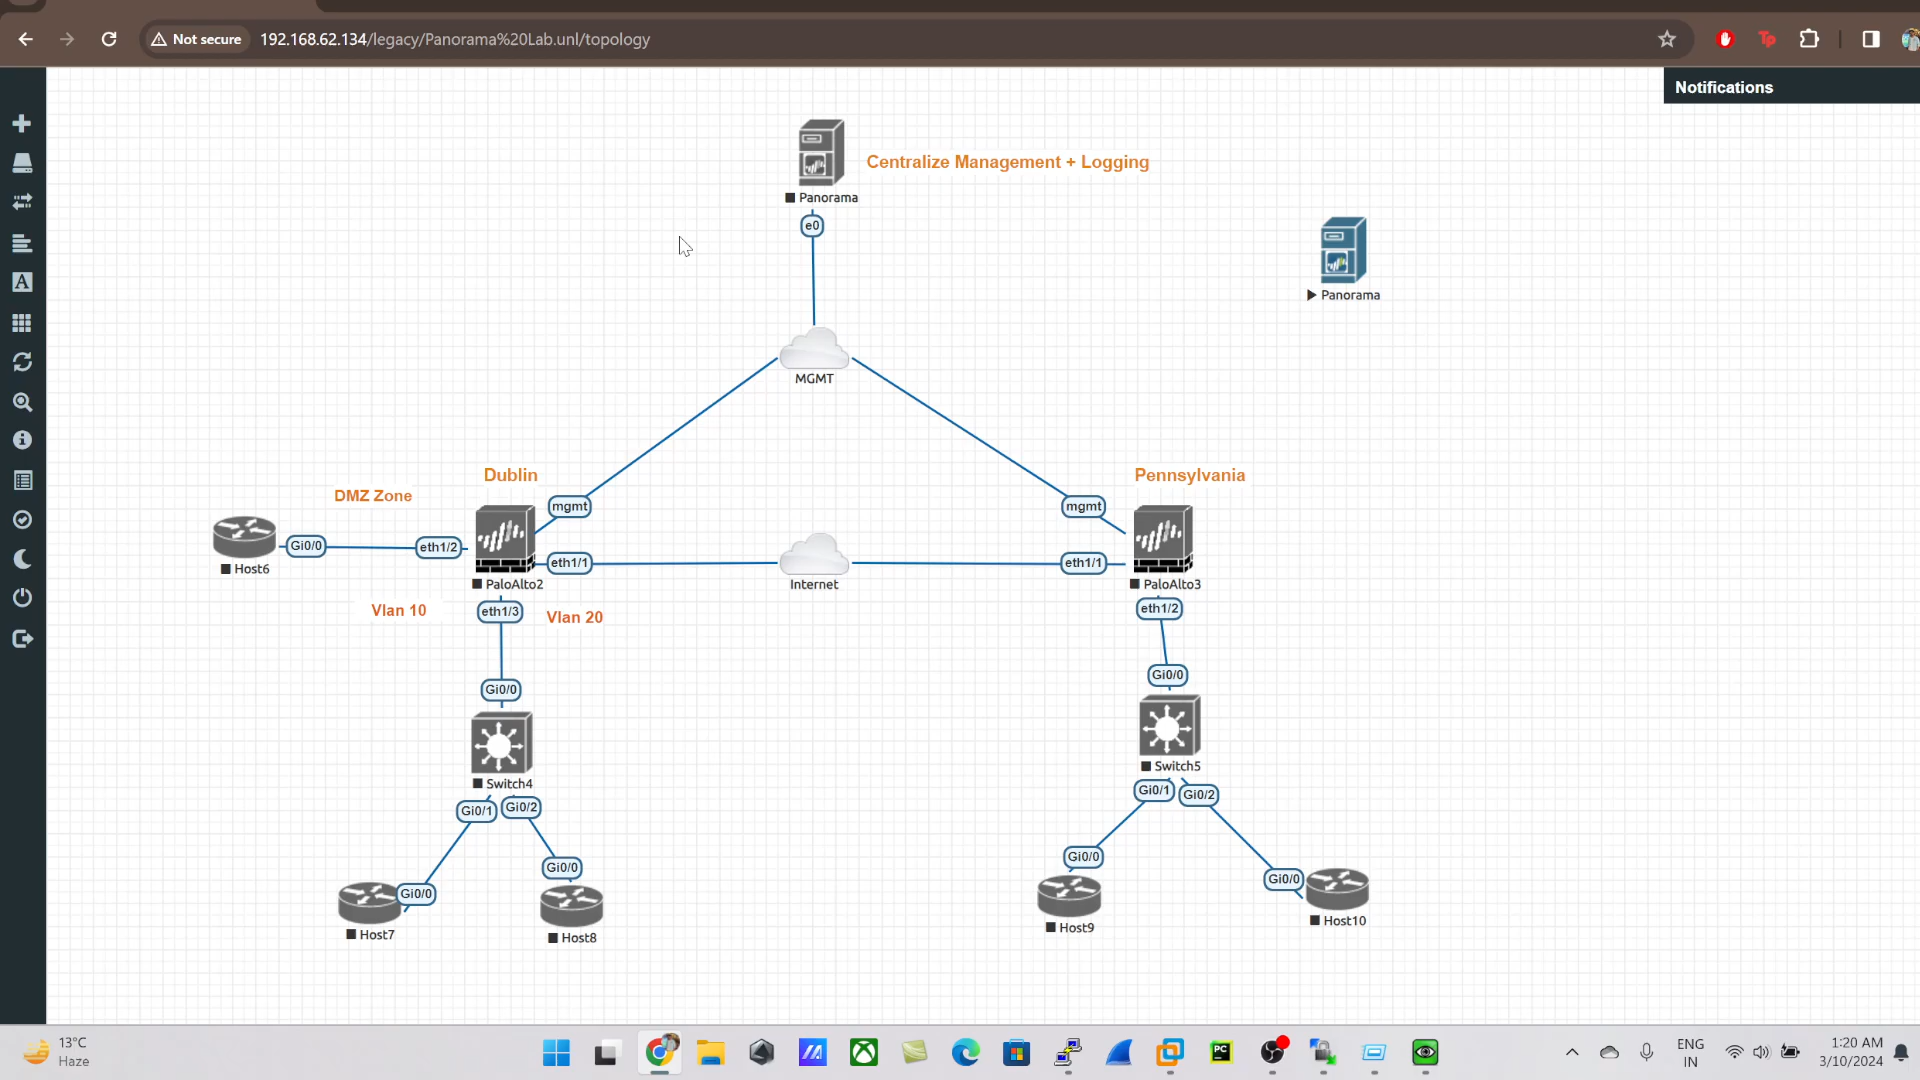 Not secure
192.168.62.134/legacy/Panorama%20Lab.unl/topology
Tp
Notifications
Centralize Management + Logging
Panorama
e0
Panorama
MGMT
Dublin
Pennsylvania
DMZ Zone
mgmt
mgmt
Gi0/0
eth1/2
eth1/1
eth1/1
Host6
PaloAlto2
Internet
PaloAlto3
Vlan 10
eth1/3
Vlan 20
eth1/2
Gi0/0
Gi0/0
Switch4
Switch5
Gi0/1
Gi0/2
Gi0/1
Gi0/2
Gi0/0
Gi0/0
Gi0/0
Gi0/0
Host7
Host8
Host9
Host10
A
13°C
Haze
PC
ENG
IN
1:20 AM
3/10/2024